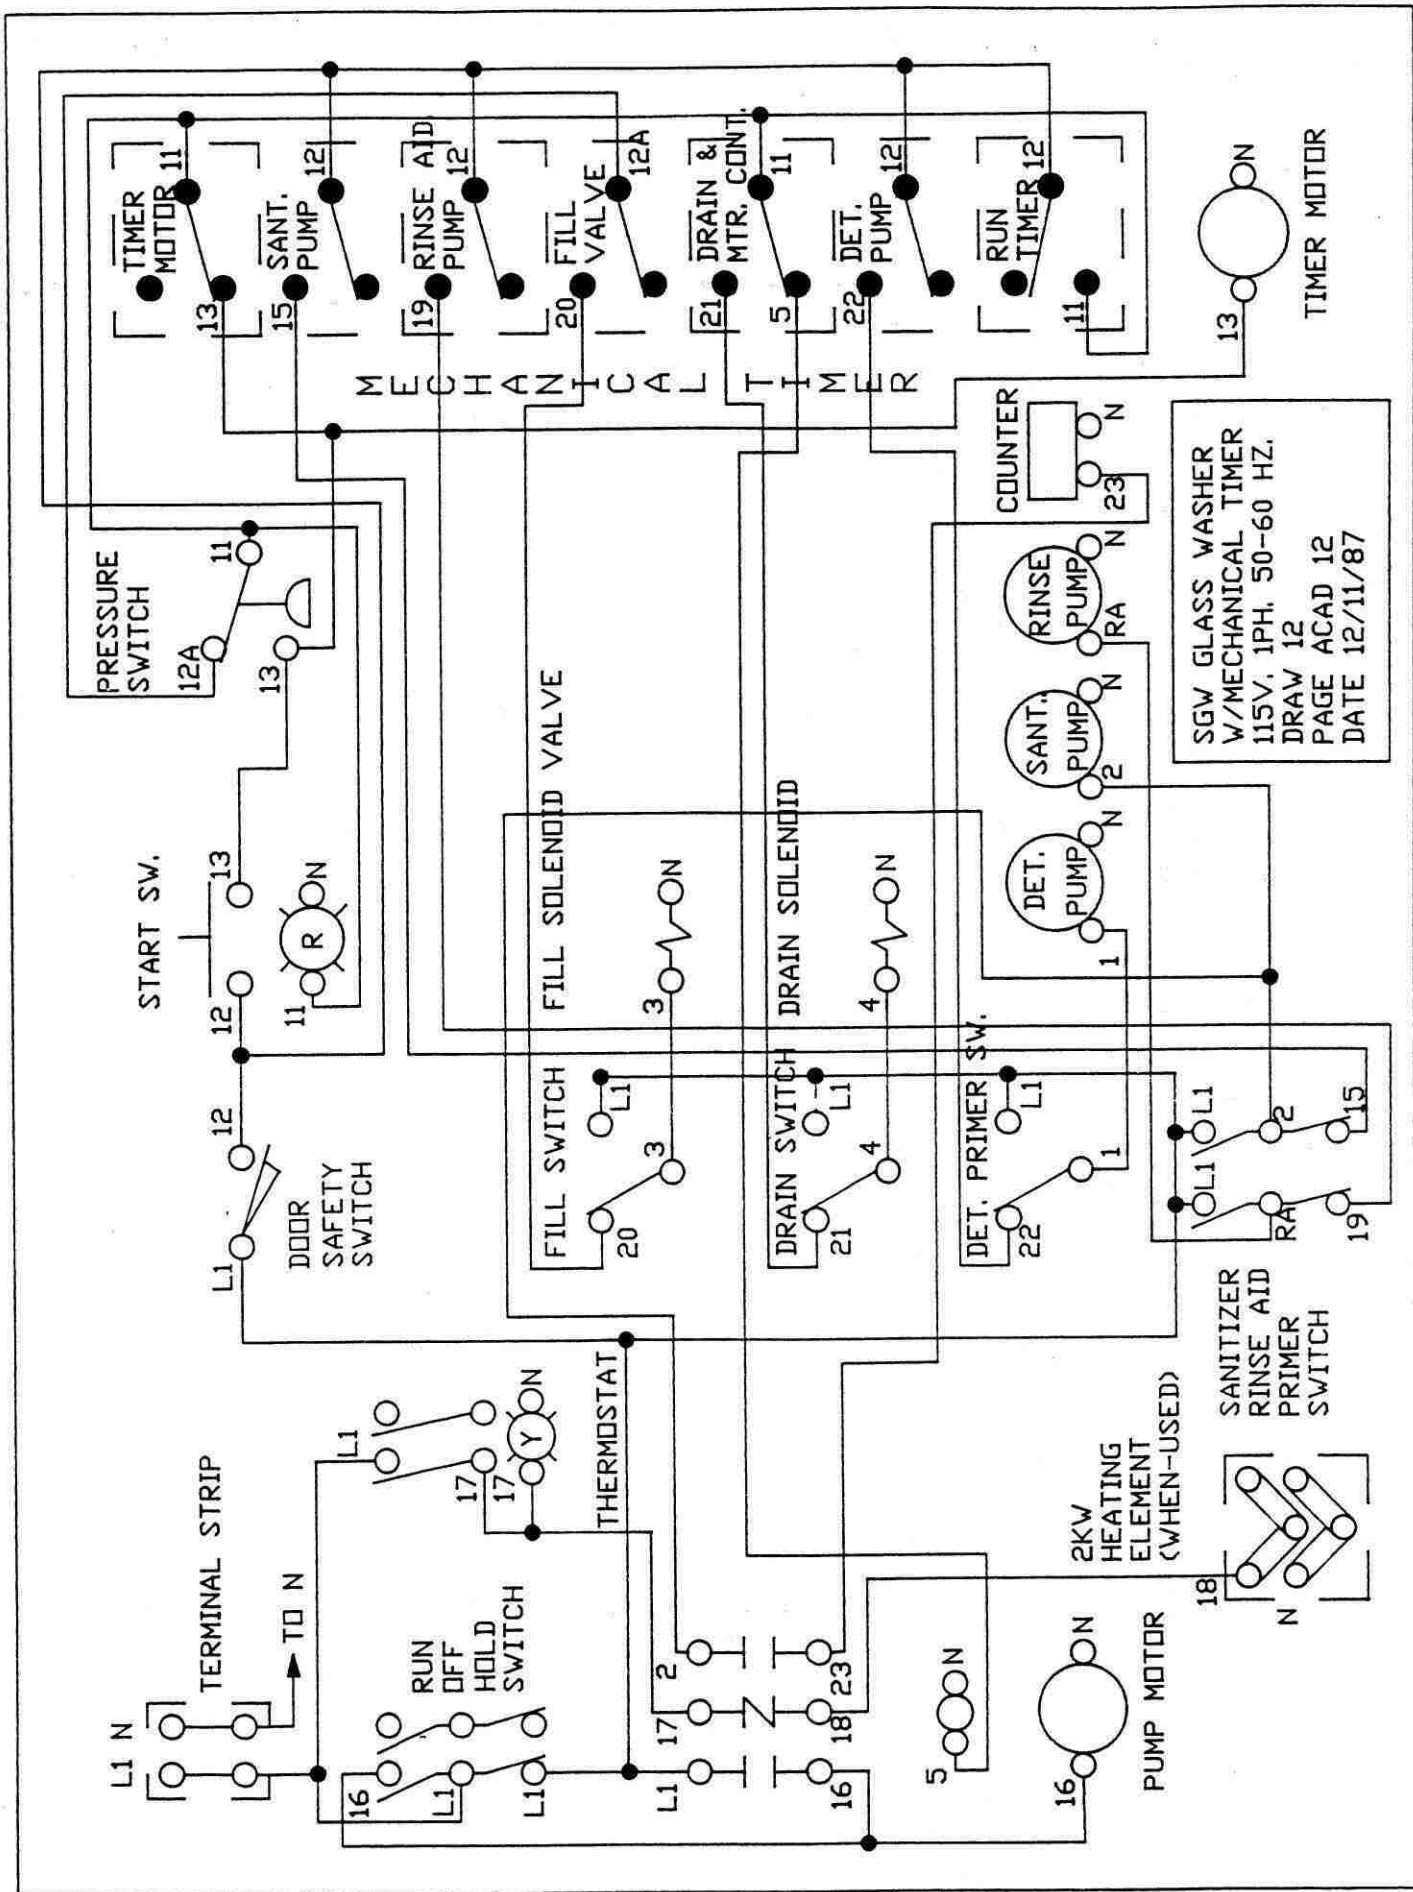 L1 N
TERMINAL STRIP
TO N
RUN
OFF
HOLD
SWITCH
16
L1
L1
L1
17
17
Y
N
THERMOSTAT
L1
17
2
16
18
23
5
N
16
N
PUMP MOTOR
2KW
HEATING
ELEMENT
(WHEN-USED)
18
N
L1
12
DOOR
SAFETY
SWITCH
START SW.
12
13
11
R
N
PRESSURE
SWITCH
12A
11
13
FILL SWITCH
20
L1
3
FILL SOLENOID VALVE
3
N
DRAIN SWITCH
21
L1
4
DRAIN SOLENOID
4
N
DET. PRIMER SW.
22
L1
1
DET.
PUMP
1
N
SANT.
PUMP
2
N
RINSE
PUMP
RA
N
COUNTER
23
N
L1
L1
RA
2
19
15
SANITIZER
RINSE AID
PRIMER
SWITCH
MECHANICAL TIMER
TIMER
MOTOR
11
13
SANT.
PUMP
12
15
RINSE AID.
PUMP
12
19
FILL
VALVE
12A
20
DRAIN &
MTR. CONT.
11
21
5
DET.
PUMP
12
22
RUN
TIMER
12
11
13
N
TIMER MOTOR
SGW GLASS WASHER
W/MECHANICAL TIMER
115V. 1PH. 50-60 HZ.
DRAW 12
PAGE ACAD 12
DATE 12/11/87